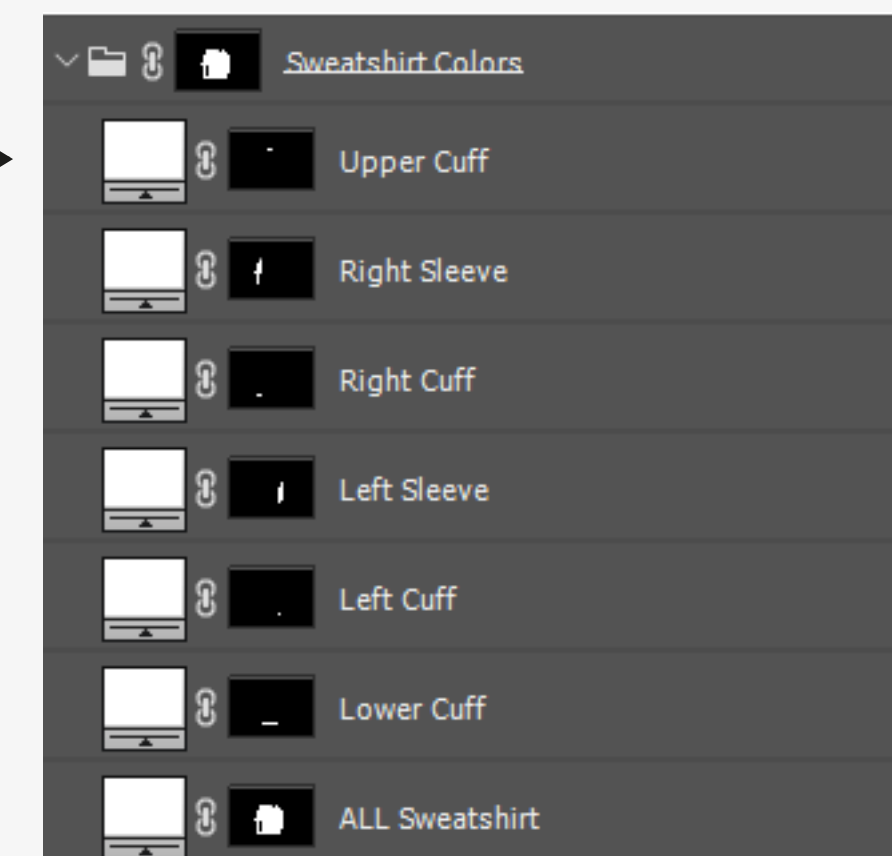 Sweatshirt Colors
Upper Cuff
Right Sleeve
Right Cuff
Left Sleeve
Left Cuff
Lower Cuff
ALL Sweatshirt